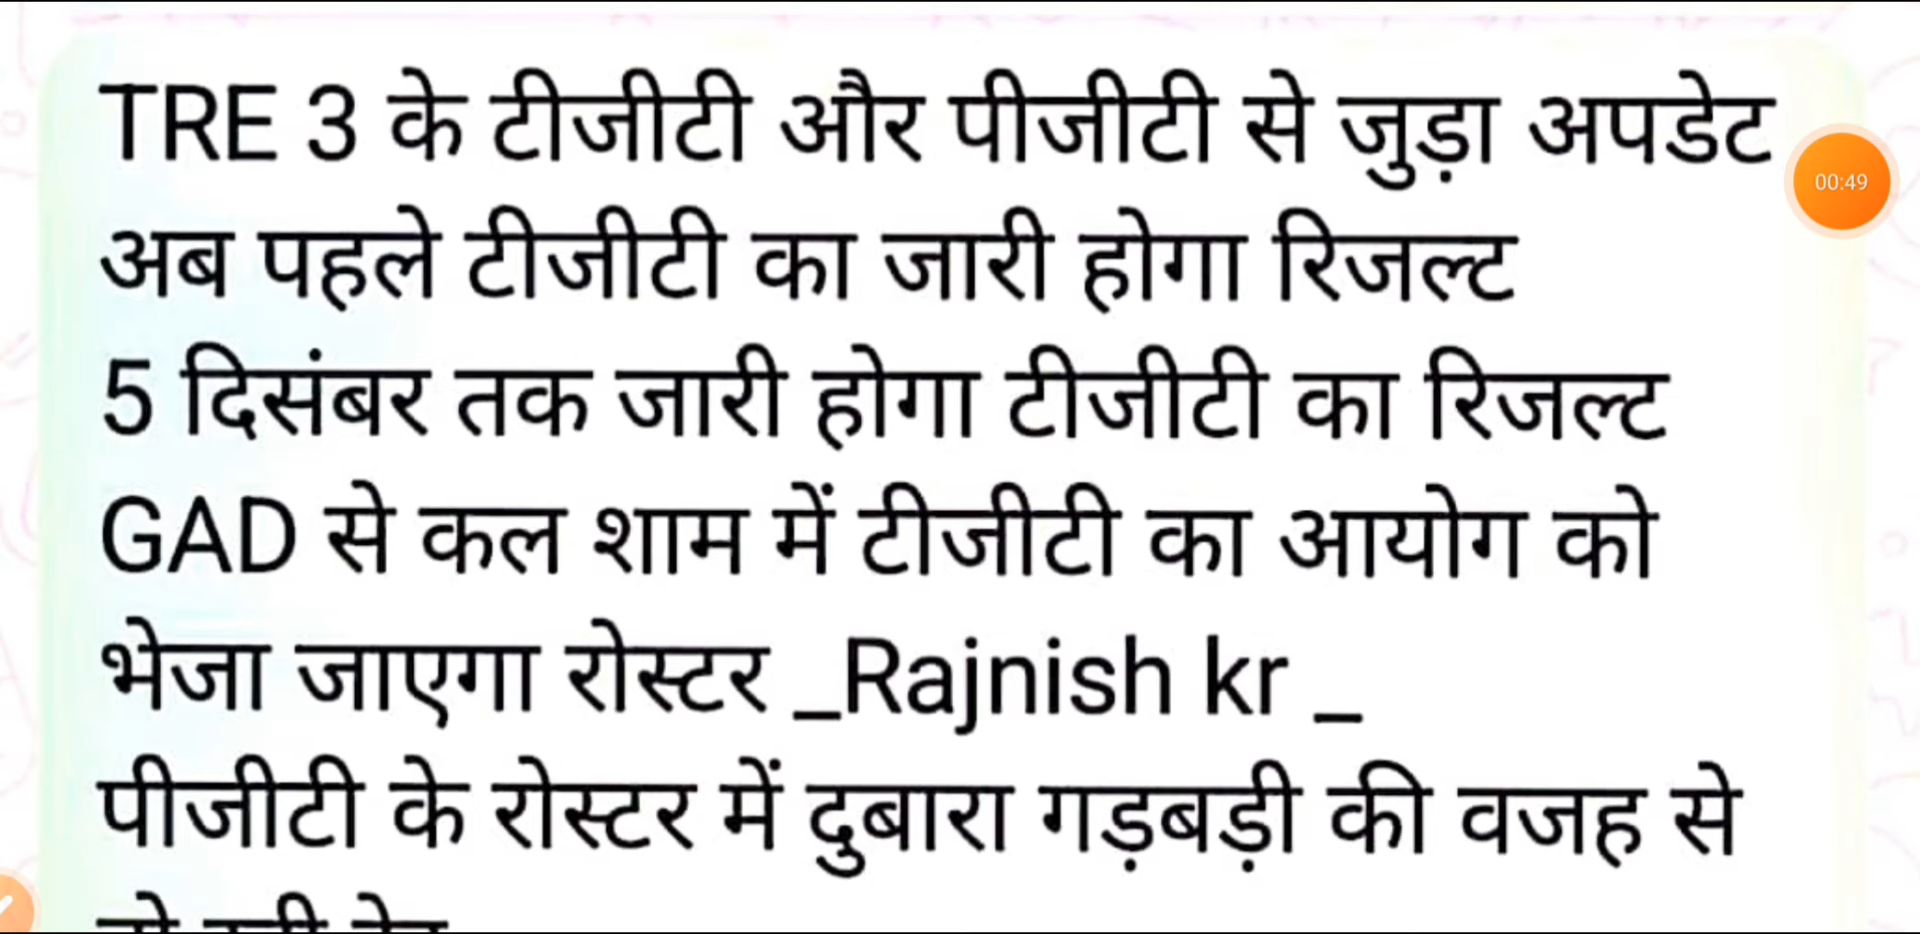 TRE 3 के टीजीटी और पीजीटी से जुड़ा अपडेट
00:49
अब पहले टीजीटी का जारी होगा रिजल्ट
5 दिसंबर तक जारी होगा टीजीटी का रिजल्ट
GAD से कल शाम में टीजीटी का आयोग को
भेजा जाएगा रोस्टर _Rajnish kr _
पीजीटी के रोस्टर में दुबारा गड़बड़ी की वजह से